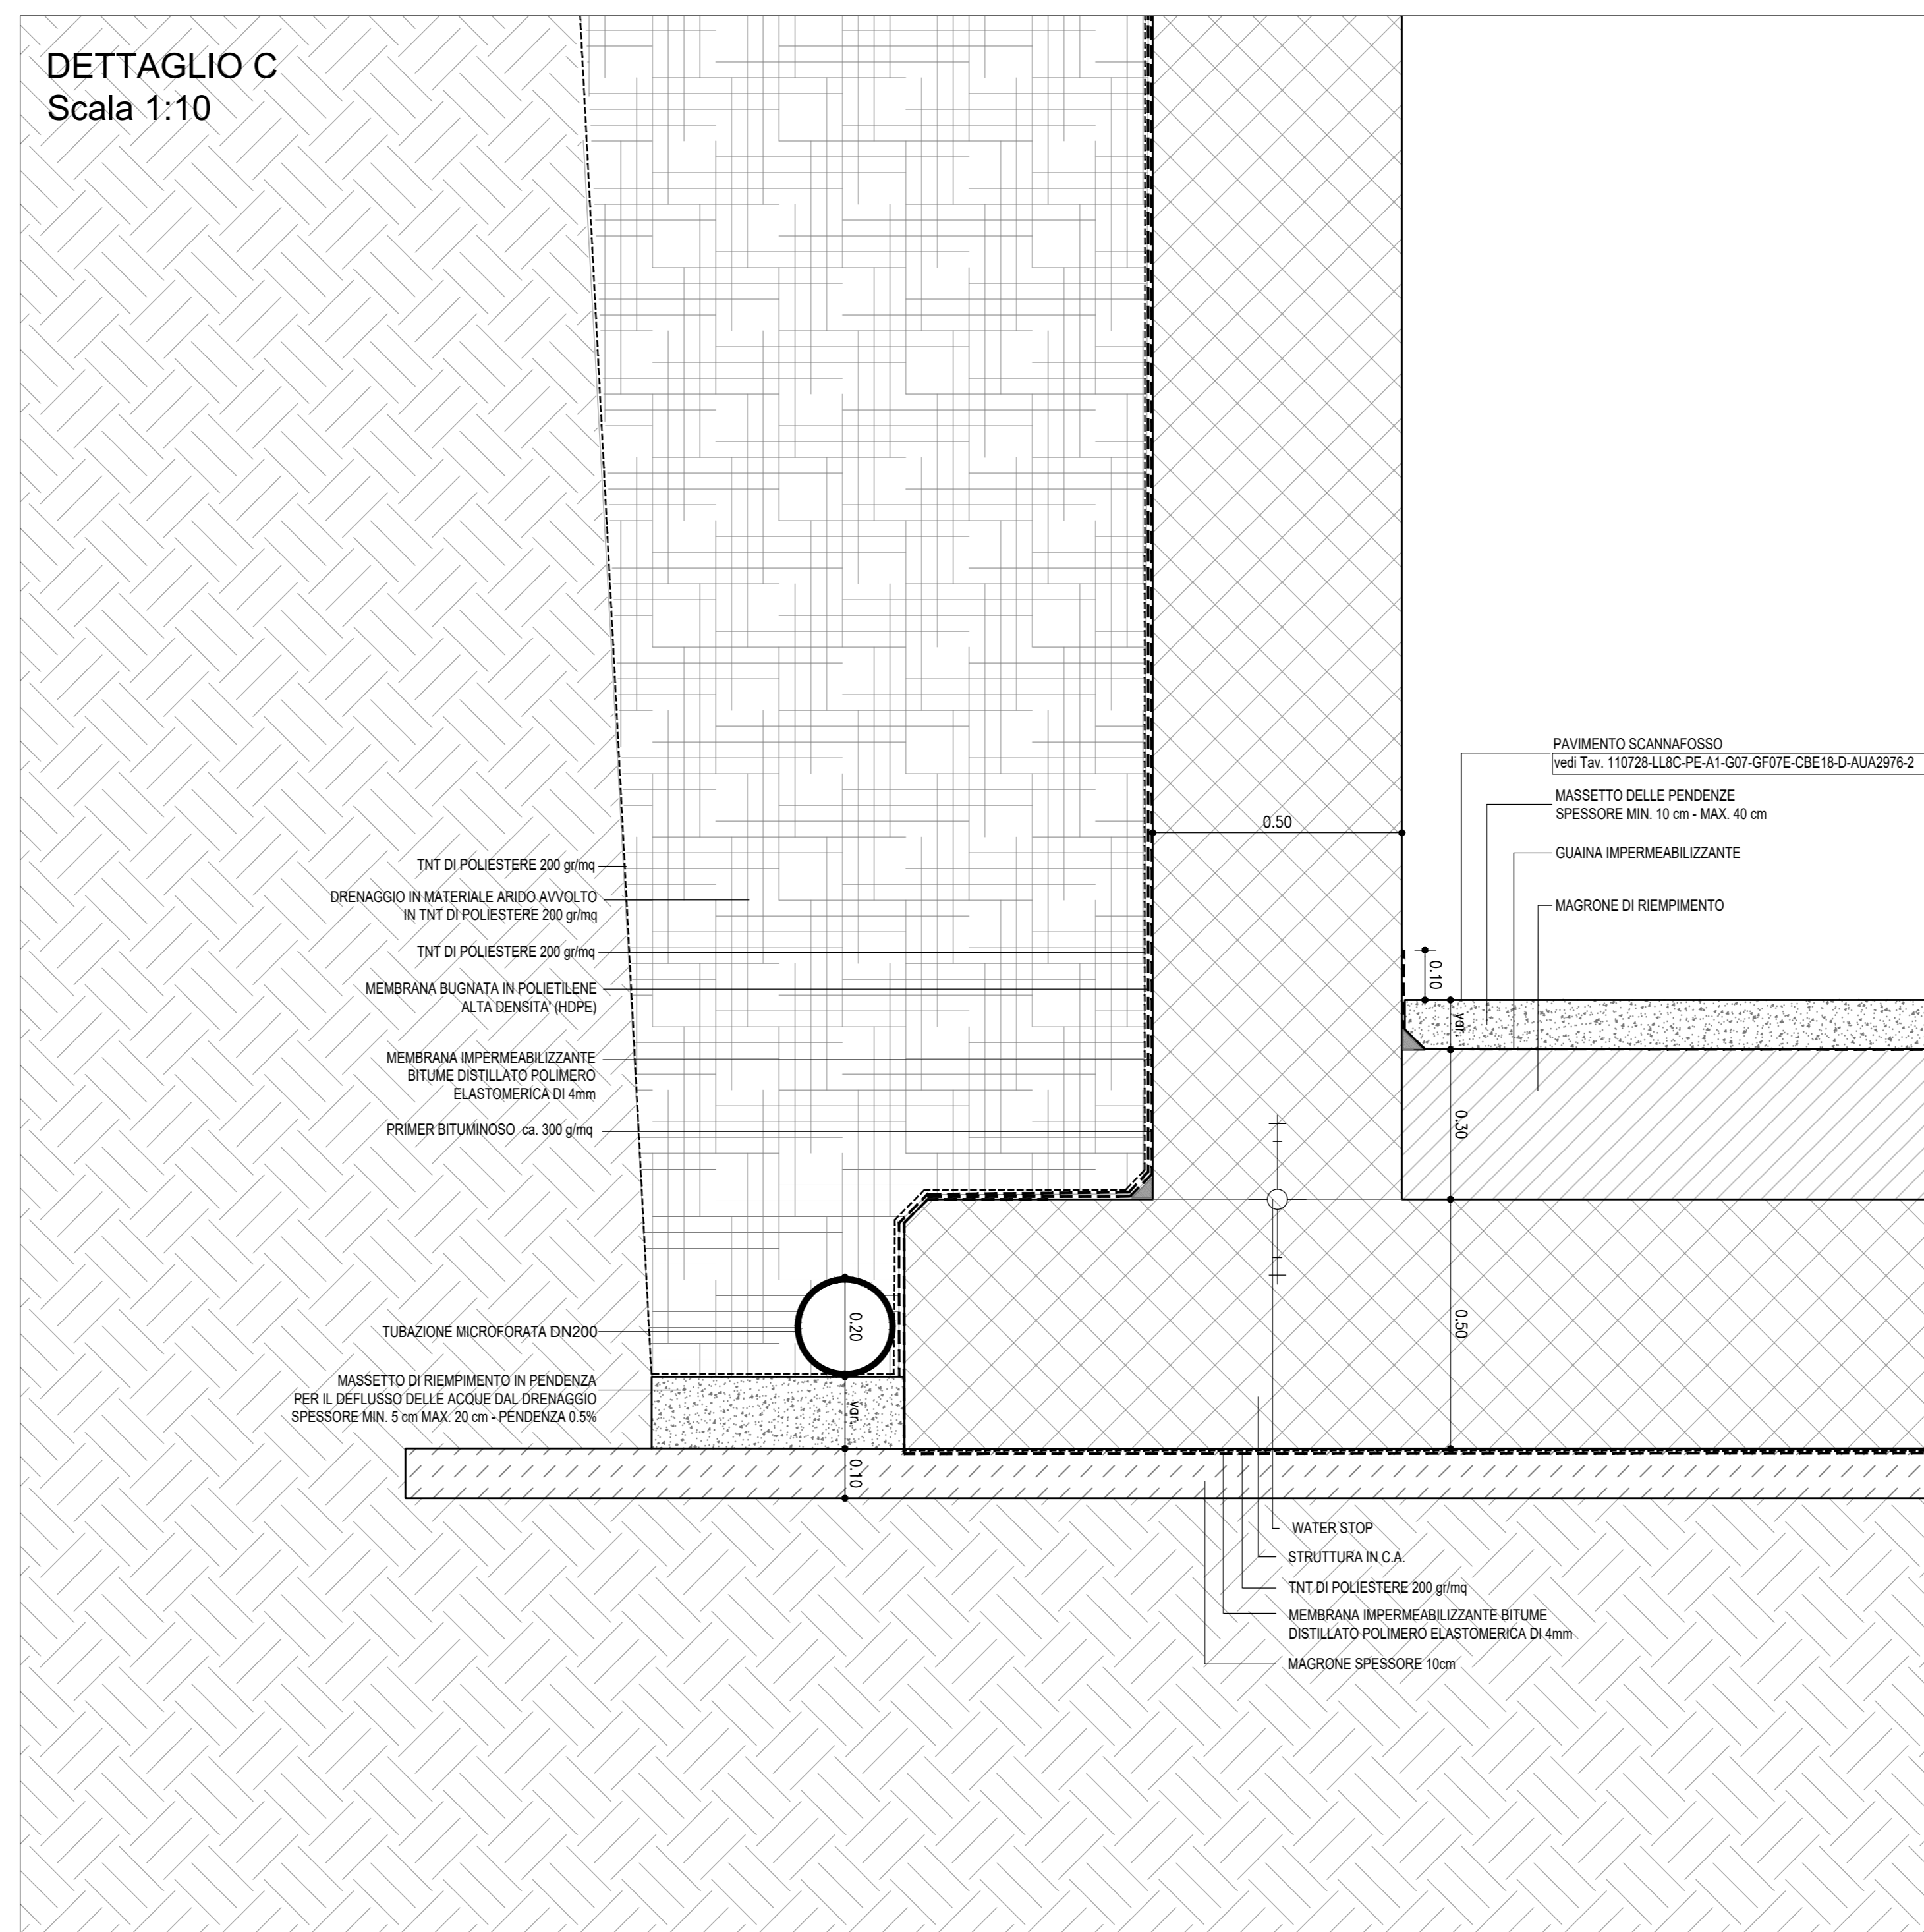 DETTAGLIO C
Scala 1:10
PAVIMENTO SCANNAFOSSO
vedi Tav. 110728-LL8C-PE-A1-G07-GF07E-CBE18-D-AUA2976-2
MASSETTO DELLE PENDENZE
SPESSORE MIN. 10 cm - MAX. 40 cm
GUAINA IMPERMEABILIZZANTE
MAGRONE DI RIEMPIMENTO
0.50
0.10
var.
0.30
0.50
TNT DI POLIESTERE 200 gr/mq
DRENAGGIO IN MATERIALE ARIDO AVVOLTO
IN TNT DI POLIESTERE 200 gr/mq
TNT DI POLIESTERE 200 gr/mq
MEMBRANA BUGNATA IN POLIETILENE
ALTA DENSITA' (HDPE)
MEMBRANA IMPERMEABILIZZANTE
BITUME DISTILLATO POLIMERO
ELASTOMERICA DI 4mm
PRIMER BITUMINOSO ca. 300 g/mq
TUBAZIONE MICROFORATA DN200
0.20
MASSETTO DI RIEMPIMENTO IN PENDENZA
PER IL DEFLUSSO DELLE ACQUE DAL DRENAGGIO
SPESSORE MIN. 5 cm MAX. 20 cm - PENDENZA 0.5%
var.
0.10
WATER STOP
STRUTTURA IN C.A.
TNT DI POLIESTERE 200 gr/mq
MEMBRANA IMPERMEABILIZZANTE BITUME
DISTILLATO POLIMERO ELASTOMERICA DI 4mm
MAGRONE SPESSORE 10cm